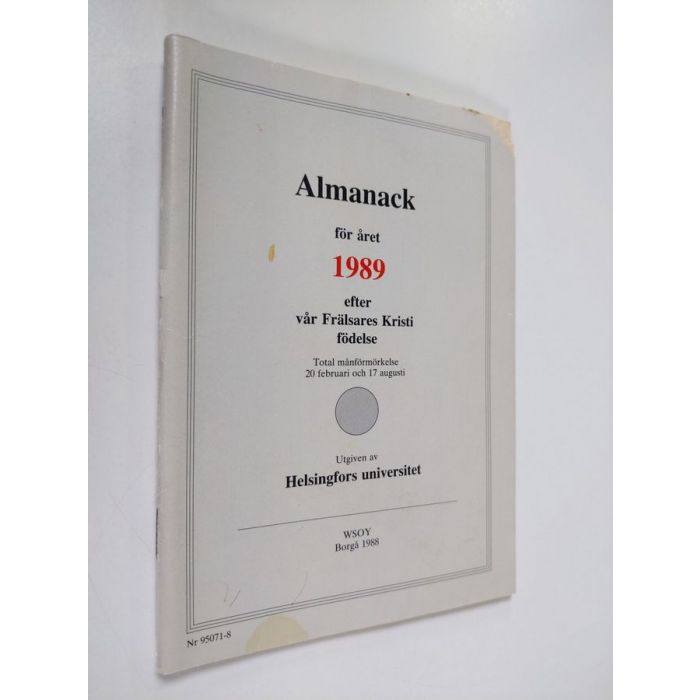 Almanack
för året
1989
efter
vår Frälsares Kristi
födelse
Total månförmörkelse
20 februari och 17 augusti
Utgiven av
Helsingfors universitet
WSOY
Borgå 1988
Nr 95071-8